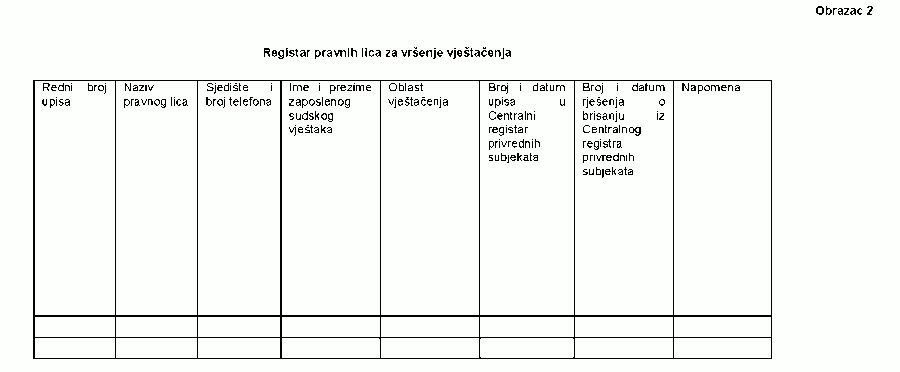 Obrazac 2
Registar pravnih lica za vršenje vještačenja
Redni broj
upisa
Naziv
pravnog lica
Sjedište i
broj telefona
Ime i prezime
zaposlenog
sudskog
vještaka
Oblast
vještačenja
Broj i datum
upisa u
Centralni
registar
privrednih
subjekata
Broj i datum
rješenja o
brisanju iz
Centralnog
registra
privrednih
subjekata
Napomena